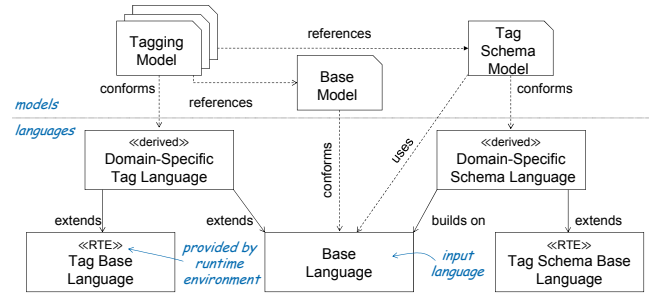 Tagging
Model
references
Tag
Schema
Model
Base
Model
conforms
references
conforms
models
languages
uses
conforms
«derived»
Domain-Specific
Tag Language
«derived»
Domain-Specific
Schema Language
extends
extends
builds on
extends
«RTE»
Tag Base
Language
provided by
runtime
environment
Base
Language
input
language
«RTE»
Tag Schema Base
Language